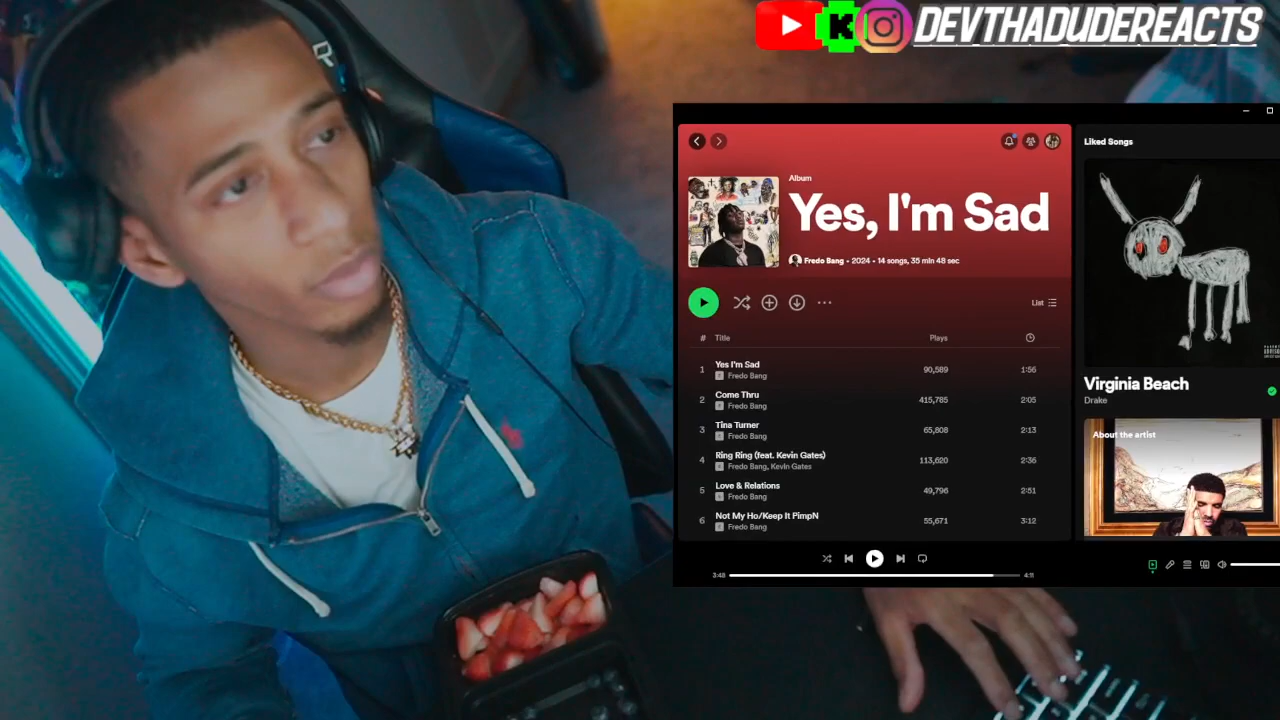 DEVTHADUDEREACTS
Album
Yes, I'm Sad
Fredo Bang • 2024 • 14 songs, 35 min 48 sec
List
# Title Plays
1 Yes I'm Sad 90,589 1:56
E Fredo Bang
2 Come Thru 415,785 2:05
E Fredo Bang
3 Tina Turner 65,808 2:13
E Fredo Bang
4 Ring Ring (feat. Kevin Gates) 113,620 2:36
E Fredo Bang, Kevin Gates
5 Love & Relations 49,796 2:51
E Fredo Bang
6 Not My Ho/Keep It PimpN 55,671 3:12
E Fredo Bang
3:48 4:11
Liked Songs
Virginia Beach
Drake
About the artist